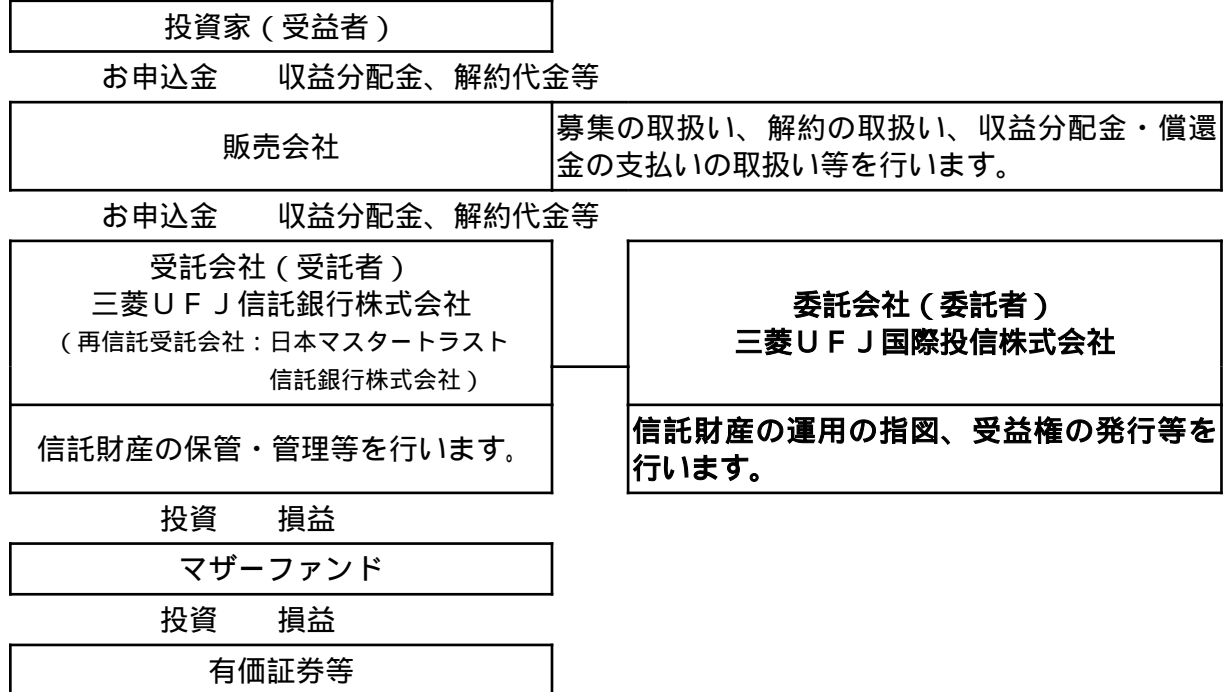 投資家(受益者)
お申込金　収益分配金、解約代金等
販売会社
募集の取扱い、解約の取扱い、収益分配金・償還
金の支払いの取扱い等を行います。
お申込金　収益分配金、解約代金等
受託会社(受託者)
三菱UFJ信託銀行株式会社
(再信託受託会社:日本マスタートラスト
信託銀行株式会社)
委託会社(委託者)
三菱UFJ国際投信株式会社
信託財産の保管・管理等を行います。
信託財産の運用の指図、受益権の発行等を
行います。
投資　損益
マザーファンド
投資　損益
有価証券等